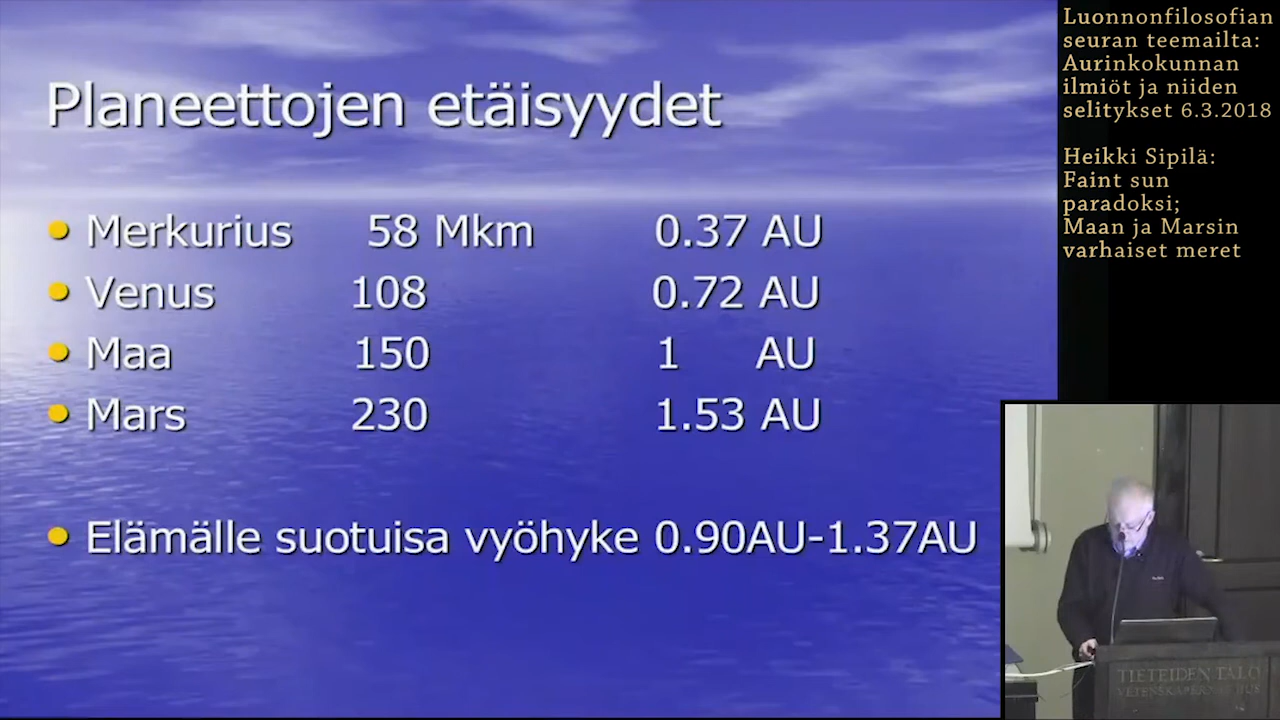 Planeettojen etäisyydet
Merkurius 58 Mkm 0.37 AU
Venus 108 0.72 AU
Maa 150 1 AU
Mars 230 1.53 AU
Elämälle suotuisa vyöhyke 0.90AU-1.37AU
Luonnonfilosofian
seuran teemailta:
Aurinkokunnan
ilmiöt ja niiden
selitykset 6.3.2018
Heikki Sipilä:
Faint sun
paradoksi;
Maan ja Marsin
varhaiset meret
TIETEIDEN TALO